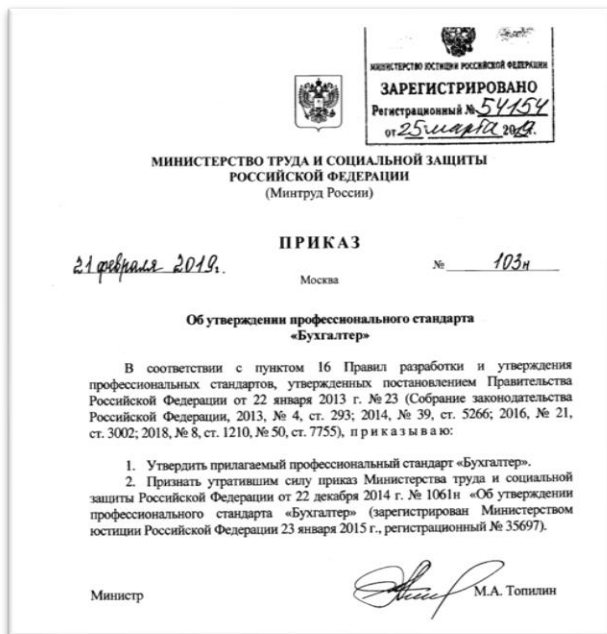 МИНИСТЕРСТВО ЮСТИЦИИ РОССИЙСКОЙ ФЕДЕРАЦИИ
ЗАРЕГИСТРИРОВАНО
Регистрационный № 54154
от 25 марта 2019.
МИНИСТЕРСТВО ТРУДА И СОЦИАЛЬНОЙ ЗАЩИТЫ
РОССИЙСКОЙ ФЕДЕРАЦИИ
(Минтруд России)
ПРИКАЗ
21 февраля 2019. № 103н
Москва
Об утверждении профессионального стандарта
«Бухгалтер»
В соответствии с пунктом 16 Правил разработки и утверждения
профессиональных стандартов, утвержденных постановлением Правительства
Российской Федерации от 22 января 2013 г. № 23 (Собрание законодательства
Российской Федерации, 2013, № 4, ст. 293; 2014, № 39, ст. 5266; 2016, № 21,
ст. 3002; 2018, № 8, ст. 1210, № 50, ст. 7755), приказываю:
1. Утвердить прилагаемый профессиональный стандарт «Бухгалтер».
2. Признать утратившим силу приказ Министерства труда и социальной
защиты Российской Федерации от 22 декабря 2014 г. № 1061н «Об утверждении
профессионального стандарта «Бухгалтер» (зарегистрирован Министерством
юстиции Российской Федерации 23 января 2015 г., регистрационный № 35697).
Министр М.А. Топилин